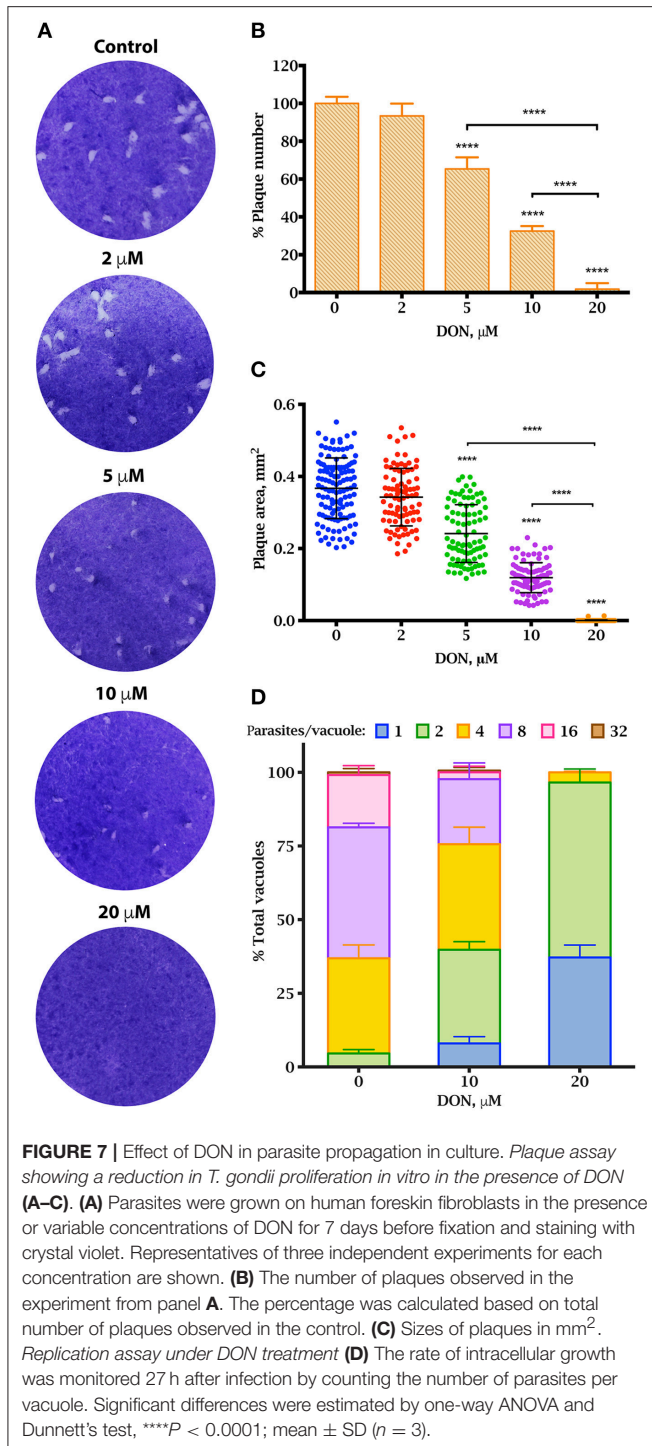 A
Control
2 μM
5 μM
10 μM
20 μM
B
% Plaque number
120
100
80
60
40
20
0
****
****
****
****
****
0 2 5 10 20
DON, μM
C
Plaque area, mm²
0.6
0.4
0.2
0.0
****
****
****
****
****
0 2 5 10 20
DON, μM
D
Parasites/vacuole: 1 2 4 8 16 32
% Total vacuoles
100
75
50
25
0
0 10 20
DON, μM
FIGURE 7 | Effect of DON in parasite propagation in culture. Plaque assay
showing a reduction in T. gondii proliferation in vitro in the presence of DON
(A–C). (A) Parasites were grown on human foreskin fibroblasts in the presence
or variable concentrations of DON for 7 days before fixation and staining with
crystal violet. Representatives of three independent experiments for each
concentration are shown. (B) The number of plaques observed in the
experiment from panel A. The percentage was calculated based on total
number of plaques observed in the control. (C) Sizes of plaques in mm².
Replication assay under DON treatment (D) The rate of intracellular growth
was monitored 27 h after infection by counting the number of parasites per
vacuole. Significant differences were estimated by one-way ANOVA and
Dunnett's test, ****P < 0.0001; mean ± SD (n = 3).